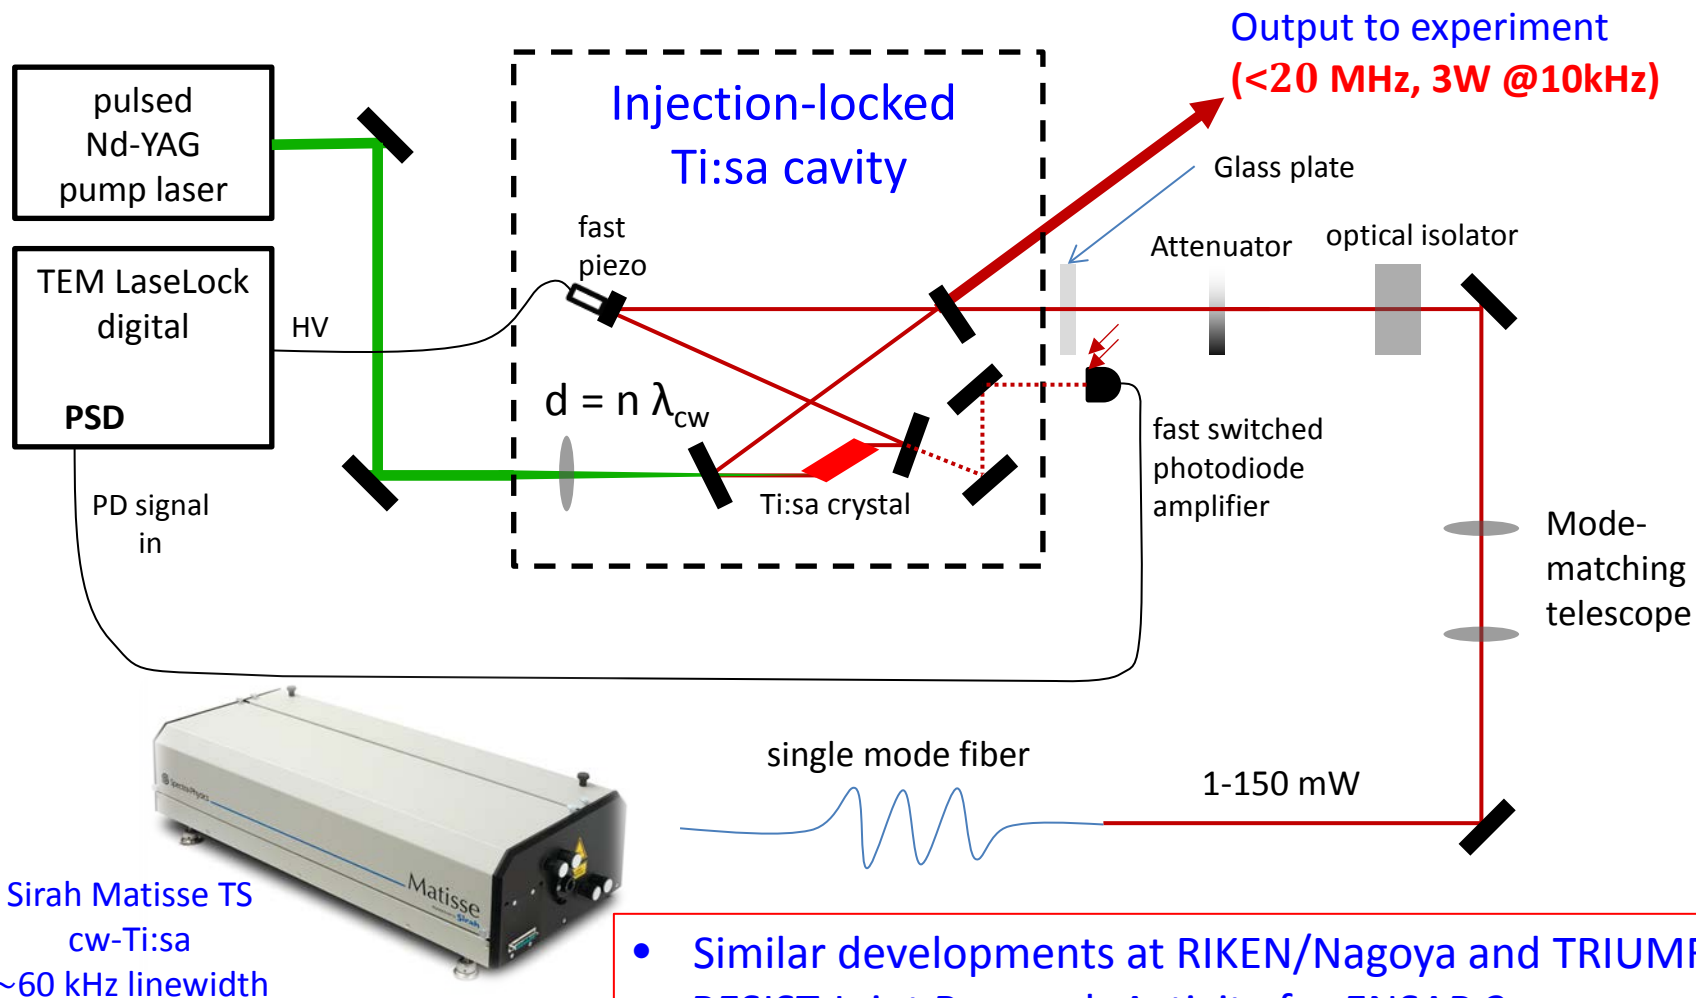 Output to experiment
(<20 MHz, 3W @10kHz)
pulsed
Nd-YAG
pump laser
Injection-locked
Ti:sa cavity
Glass plate
Attenuator
optical isolator
fast
piezo
TEM LaseLock
digital
PSD
HV
d = n λcw
Ti:sa crystal
fast switched
photodiode
amplifier
PD signal
in
Mode-
matching
telescope
single mode fiber
1-150 mW
Spectra-Physics
Matisse
Sirah
Sirah Matisse TS
cw-Ti:sa
~60 kHz linewidth
• Similar developments at RIKEN/Nagoya and TRIUMF